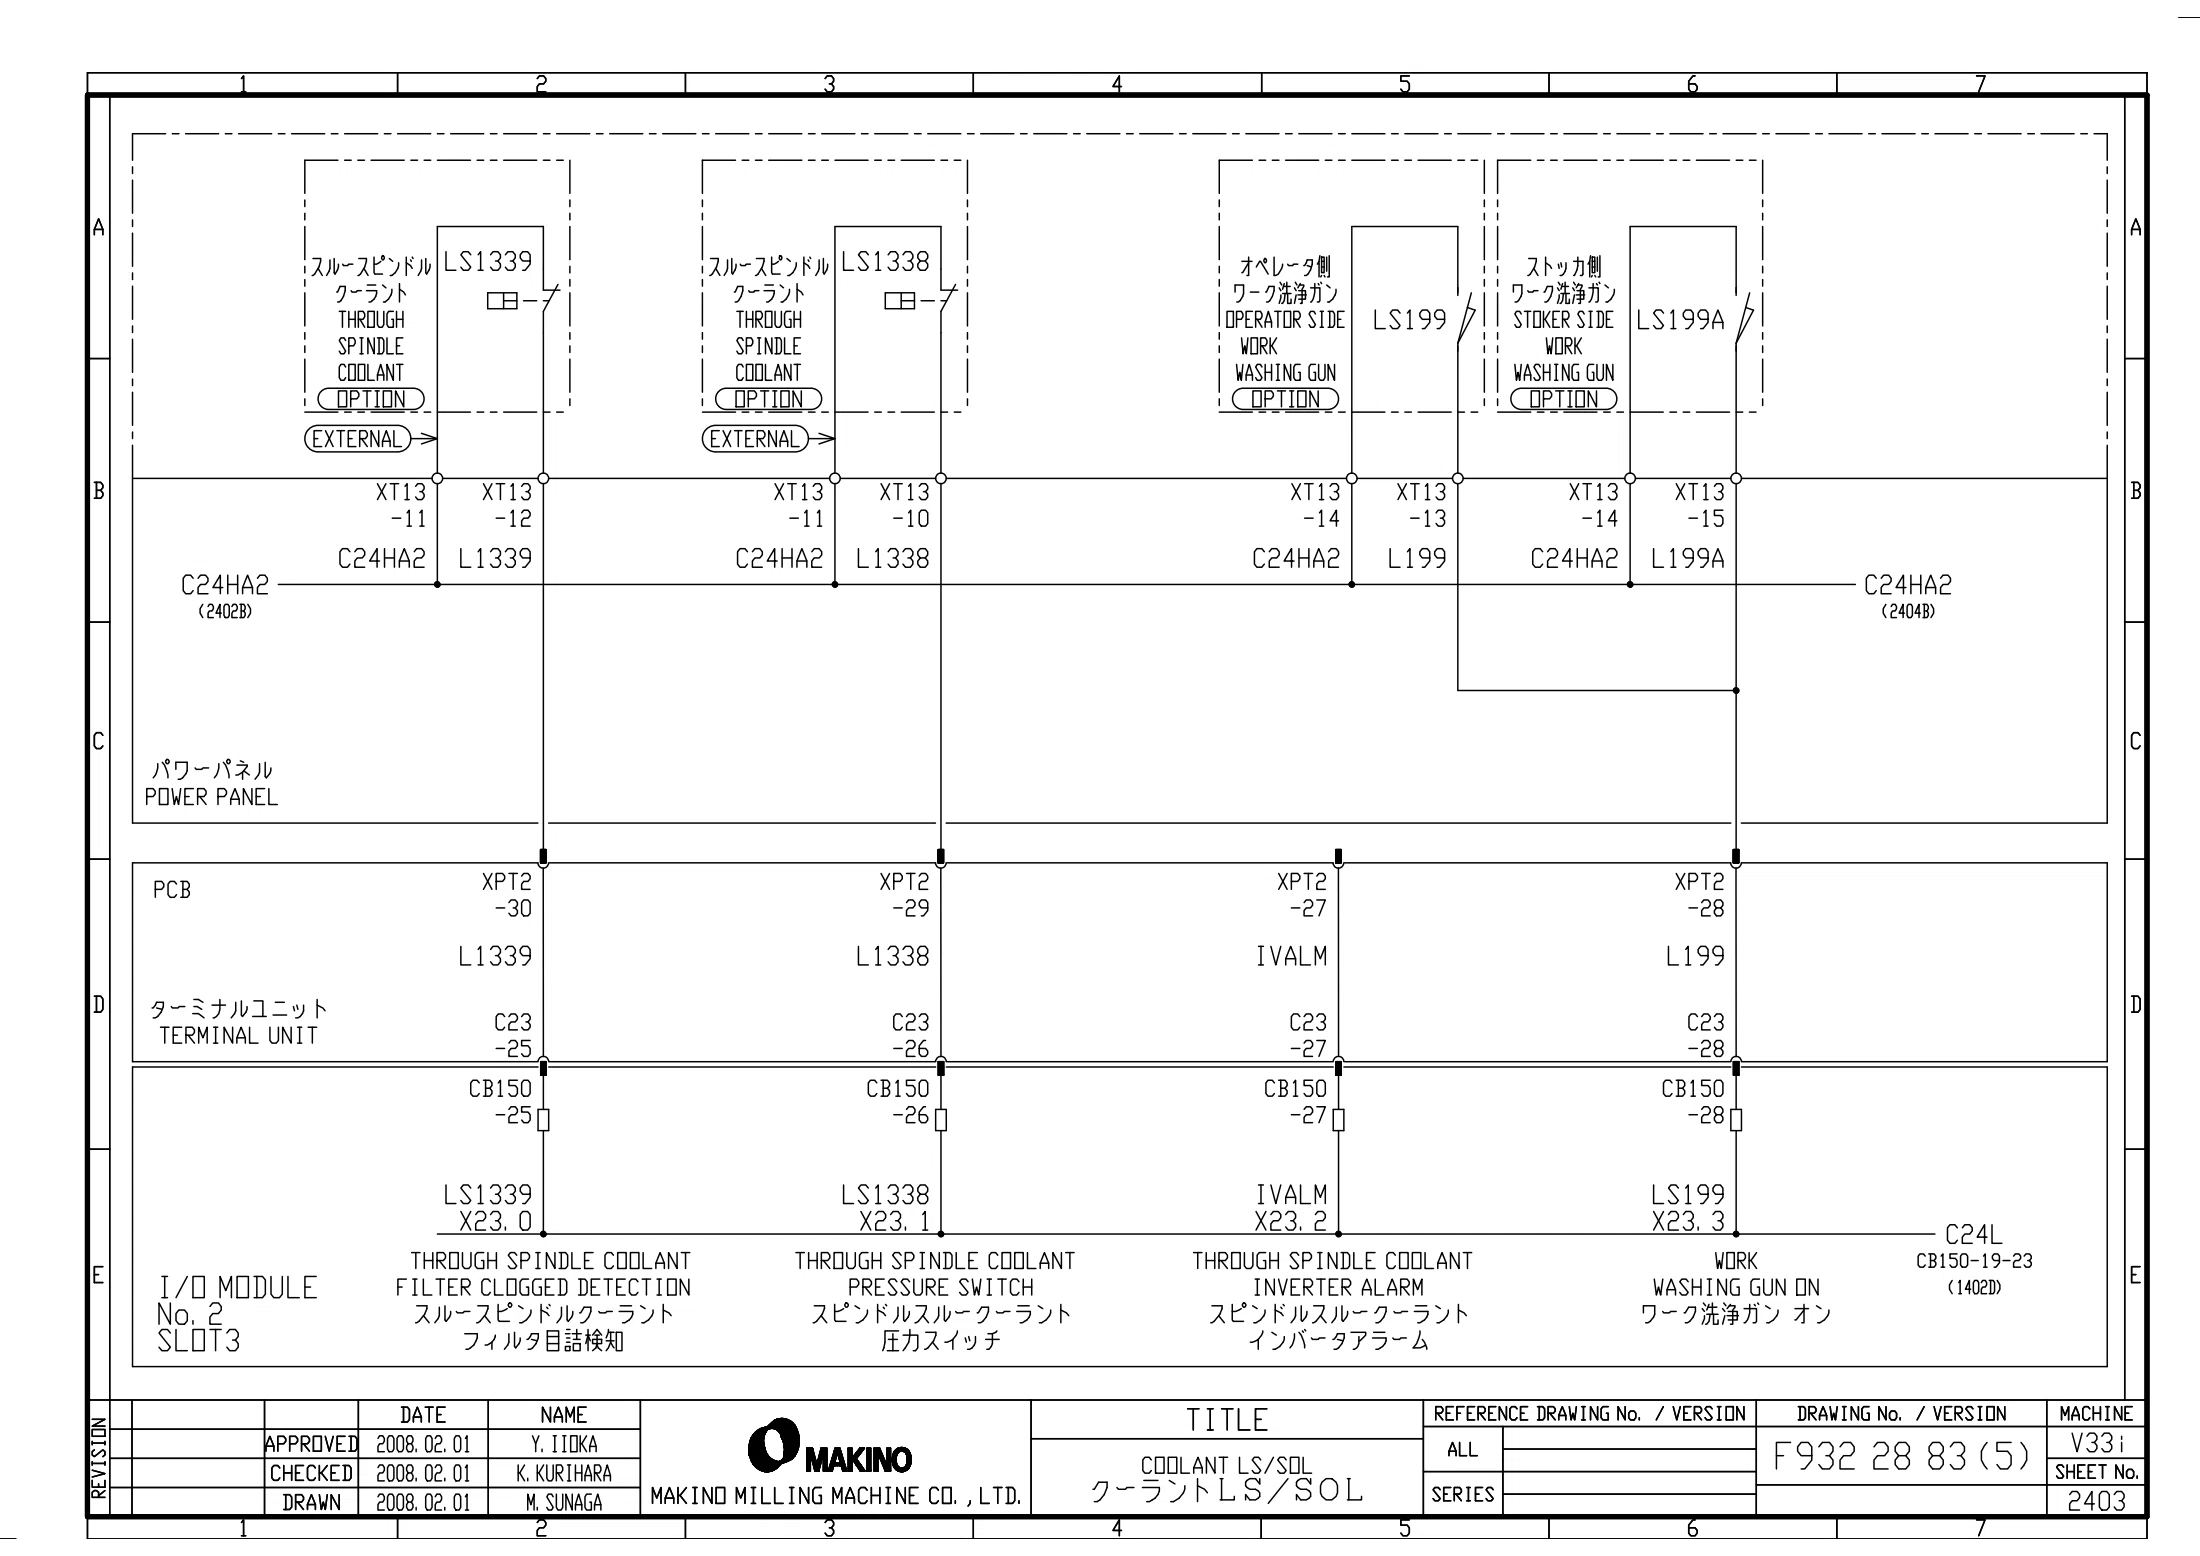 1 2 3 4 5 6 7
A A
スルースピンドル LS1339
クーラント
THROUGH
SPINDLE
COOLANT
OPTION
EXTERNAL
スルースピンドル LS1338
クーラント
THROUGH
SPINDLE
COOLANT
OPTION
EXTERNAL
オペレータ側
ワーク洗浄ガン
OPERATOR SIDE LS199
WORK
WASHING GUN
OPTION
ストッカ側
ワーク洗浄ガン
STOKER SIDE LS199A
WORK
WASHING GUN
OPTION
B B
XT13 XT13 XT13 XT13 XT13 XT13 XT13 XT13
-11 -12 -11 -10 -14 -13 -14 -15
C24HA2 L1339 C24HA2 L1338 C24HA2 L199 C24HA2 L199A
C24HA2 C24HA2
(2402B) (2404B)
C C
パワーパネル
POWER PANEL
PCB
XPT2 XPT2 XPT2 XPT2
-30 -29 -27 -28
L1339 L1338 IVALM L199
D D
ターミナルユニット
TERMINAL UNIT
C23 C23 C23 C23
-25 -26 -27 -28
CB150 CB150 CB150 CB150
-25 -26 -27 -28
LS1339 LS1338 IVALM LS199
X23.0 X23.1 X23.2 X23.3
C24L
CB150-19-23
(1402D)
E E
I/O MODULE
No.2
SLOT3
THROUGH SPINDLE COOLANT
FILTER CLOGGED DETECTION
スルースピンドルクーラント
フィルタ目詰検知
THROUGH SPINDLE COOLANT
PRESSURE SWITCH
スピンドルスルークーラント
圧力スイッチ
THROUGH SPINDLE COOLANT
INVERTER ALARM
スピンドルスルークーラント
インバータアラーム
WORK
WASHING GUN ON
ワーク洗浄ガン オン
REVISION
DATE NAME
APPROVED 2008.02.01 Y.IIOKA
CHECKED 2008.02.01 K.KURIHARA
DRAWN 2008.02.01 M.SUNAGA
MAKINO
MAKINO MILLING MACHINE CO.,LTD.
TITLE
COOLANT LS/SOL
クーラントLS/SOL
REFERENCE DRAWING No. / VERSION
ALL
SERIES
DRAWING No. / VERSION
F932 28 83(5)
MACHINE
V33i
SHEET No.
2403
1 2 3 4 5 6 7